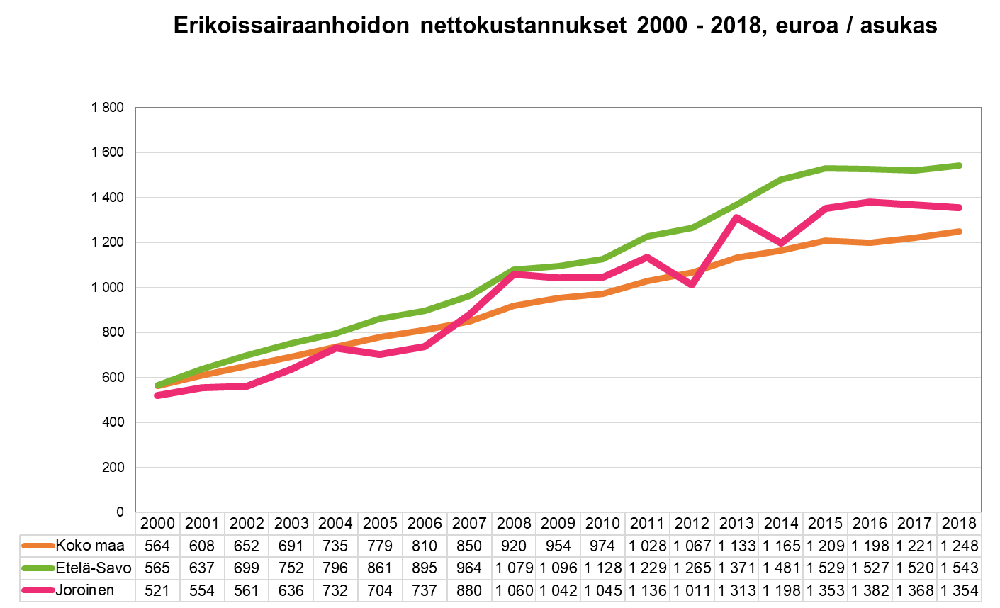 Erikoissairaanhoidon nettokustannukset 2000 - 2018, euroa / asukas
1 800
1 600
1 400
1 200
1 000
800
600
400
200
0
2000 2001 2002 2003 2004 2005 2006 2007 2008 2009 2010 2011 2012 2013 2014 2015 2016 2017 2018
Koko maa 564 608 652 691 735 779 810 850 920 954 974 1 028 1 067 1 133 1 165 1 209 1 198 1 221 1 248
Etelä-Savo 565 637 699 752 796 861 895 964 1 079 1 096 1 128 1 229 1 265 1 371 1 481 1 529 1 527 1 520 1 543
Joroinen 521 554 561 636 732 704 737 880 1 060 1 042 1 045 1 136 1 011 1 313 1 198 1 353 1 382 1 368 1 354